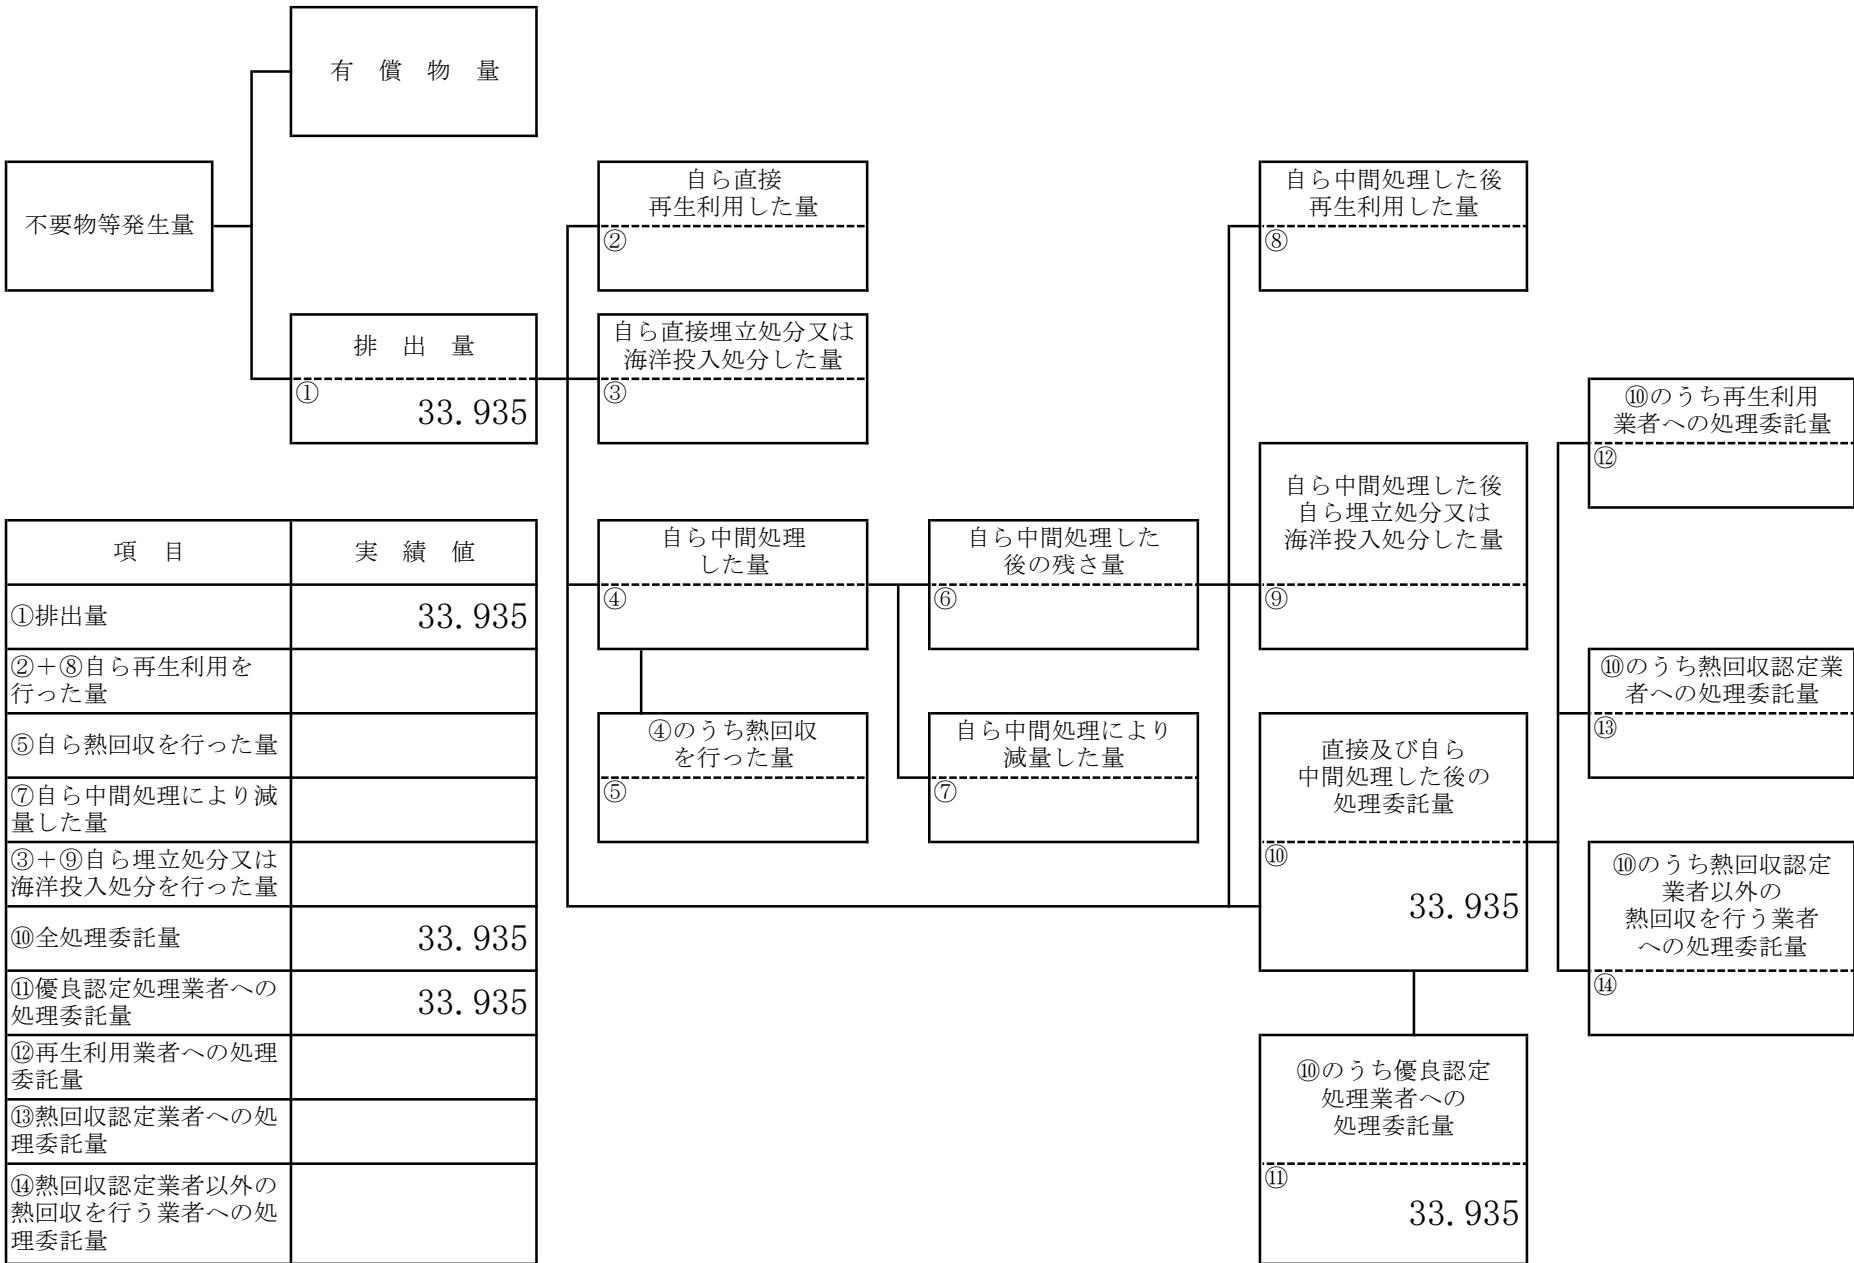 有　償　物　量
不要物等発生量
排　出　量
①
33.935
自ら直接
再生利用した量
②
自ら直接埋立処分又は
海洋投入処分した量
③
自ら中間処理
した量
④
④のうち熱回収
を行った量
⑤
自ら中間処理した
後の残さ量
⑥
自ら中間処理により
減量した量
⑦
自ら中間処理した後
再生利用した量
⑧
自ら中間処理した後
自ら埋立処分又は
海洋投入処分した量
⑨
直接及び自ら
中間処理した後の
処理委託量
⑩
33.935
⑩のうち優良認定
処理業者への
処理委託量
⑪
33.935
⑩のうち再生利用
業者への処理委託量
⑫
⑩のうち熱回収認定業
者への処理委託量
⑬
⑩のうち熱回収認定
業者以外の
熱回収を行う業者
への処理委託量
⑭
項　目　実　績　値
①排出量　33.935
②＋⑧自ら再生利用を
行った量
⑤自ら熱回収を行った量
⑦自ら中間処理により減
量した量
③＋⑨自ら埋立処分又は
海洋投入処分を行った量
⑩全処理委託量　33.935
⑪優良認定処理業者への
処理委託量　33.935
⑫再生利用業者への処理
委託量
⑬熱回収認定業者への処
理委託量
⑭熱回収認定業者以外の
熱回収を行う業者への処
理委託量